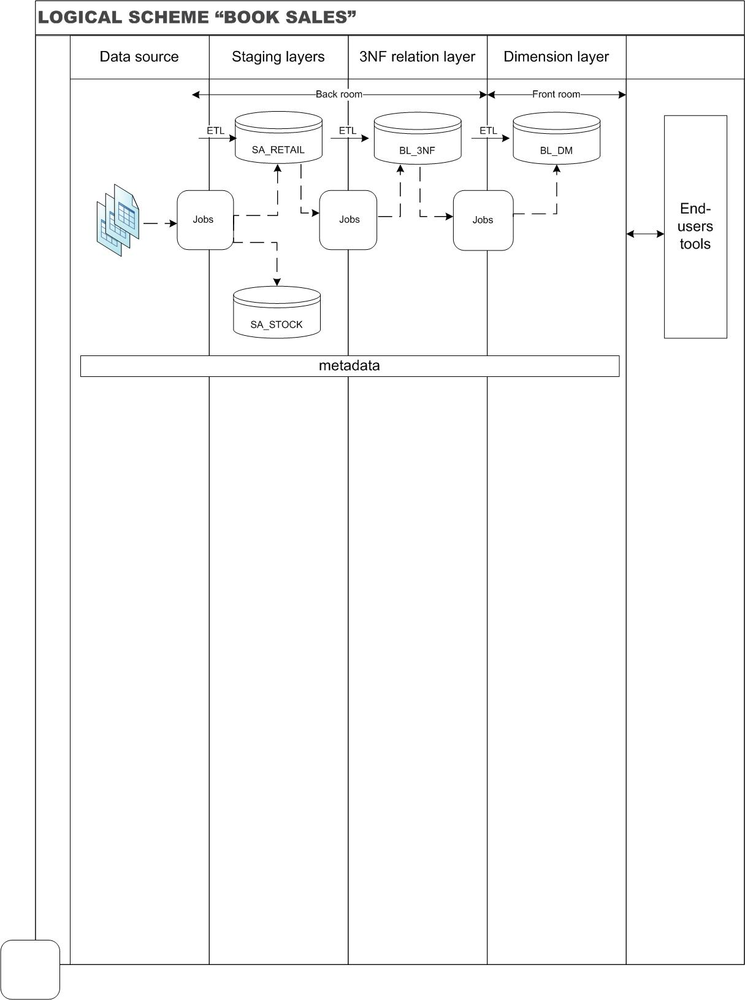 LOGICAL SCHEME “BOOK SALES”
Data source
Staging layers
3NF relation layer
Dimension layer
Back room
Front room
ETL
SA_RETAIL
ETL
BL_3NF
ETL
BL_DM
Jobs
Jobs
Jobs
End-
users
tools
SA_STOCK
metadata